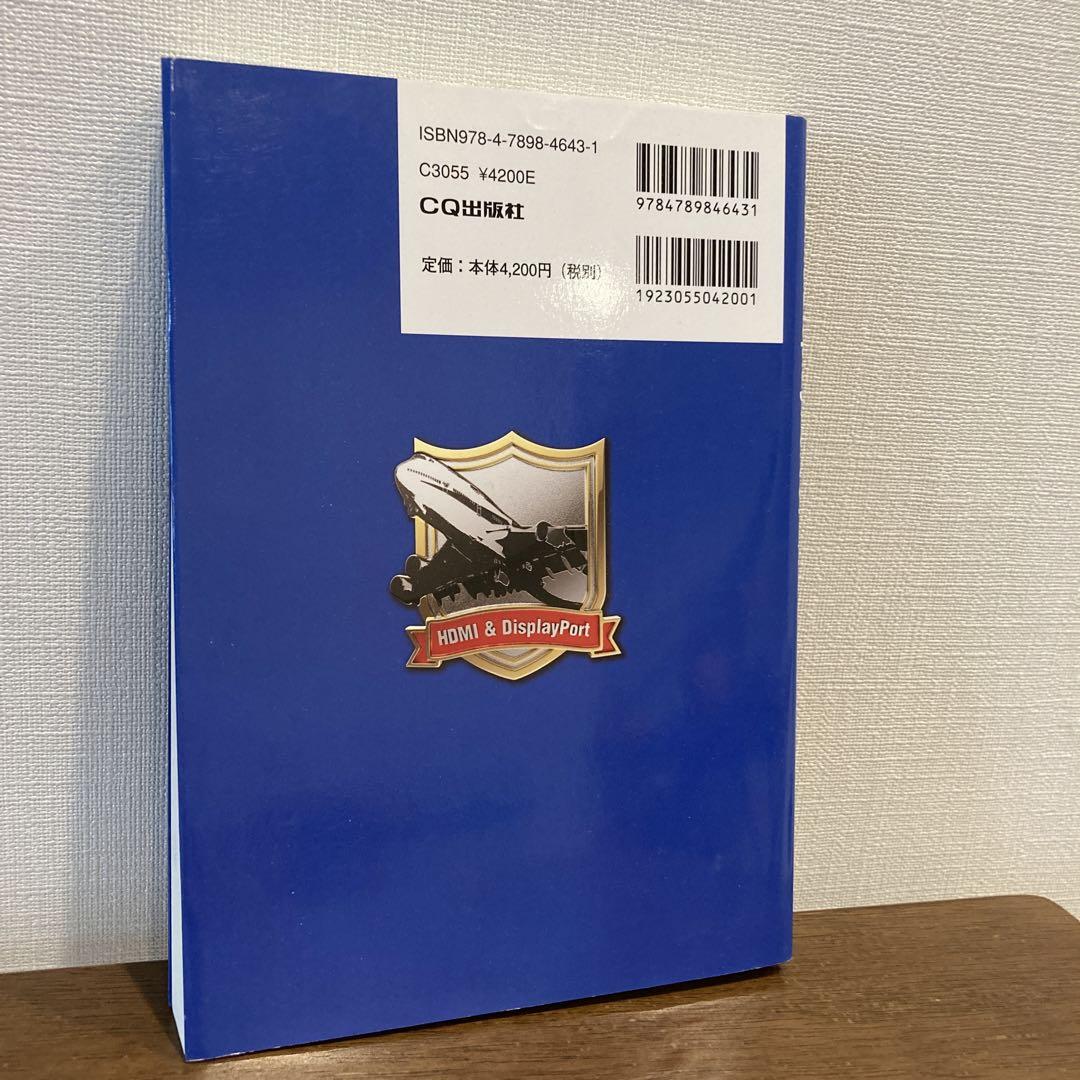 ISBN978-4-7898-4643-1
C3055 ¥4200E
CQ出版社
定価：本体4,200円（税別）
9784789846431
1923055042001
HDMI & DisplayPort